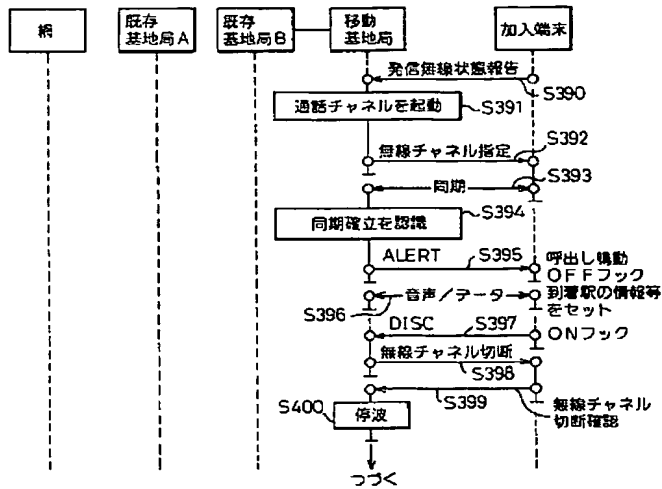 網
既存
基地局A
既存
基地局B
移動
基地局
加入端末
発信無線状態報告
S390
通話チャネルを起動
S391
無線チャネル指定
S392
同期
S393
同期確立を認識
S394
ALERT
S395
呼出し鳴動
OFFフック
音声/データ
S396
到着駅の情報等
をセット
DISC
S397
ONフック
無線チャネル切断
S398
S399
無線チャネル
切断確認
S400
停波
つづく